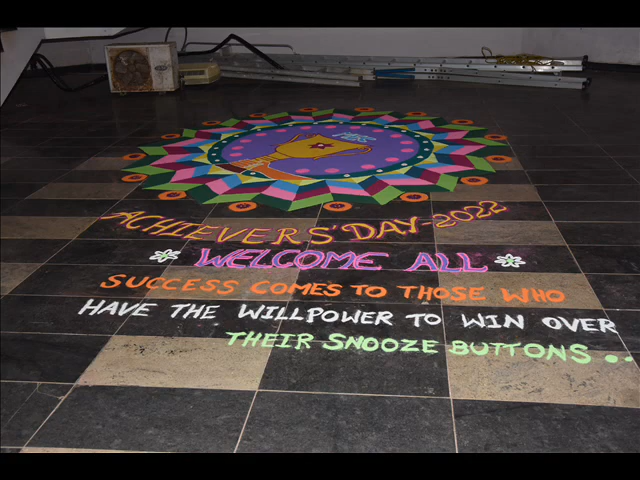 ACHIEVERS' DAY-2022
WELCOME ALL
SUCCESS COMES TO THOSE WHO
HAVE THE WILLPOWER TO WIN OVER
THEIR SNOOZE BUTTONS..